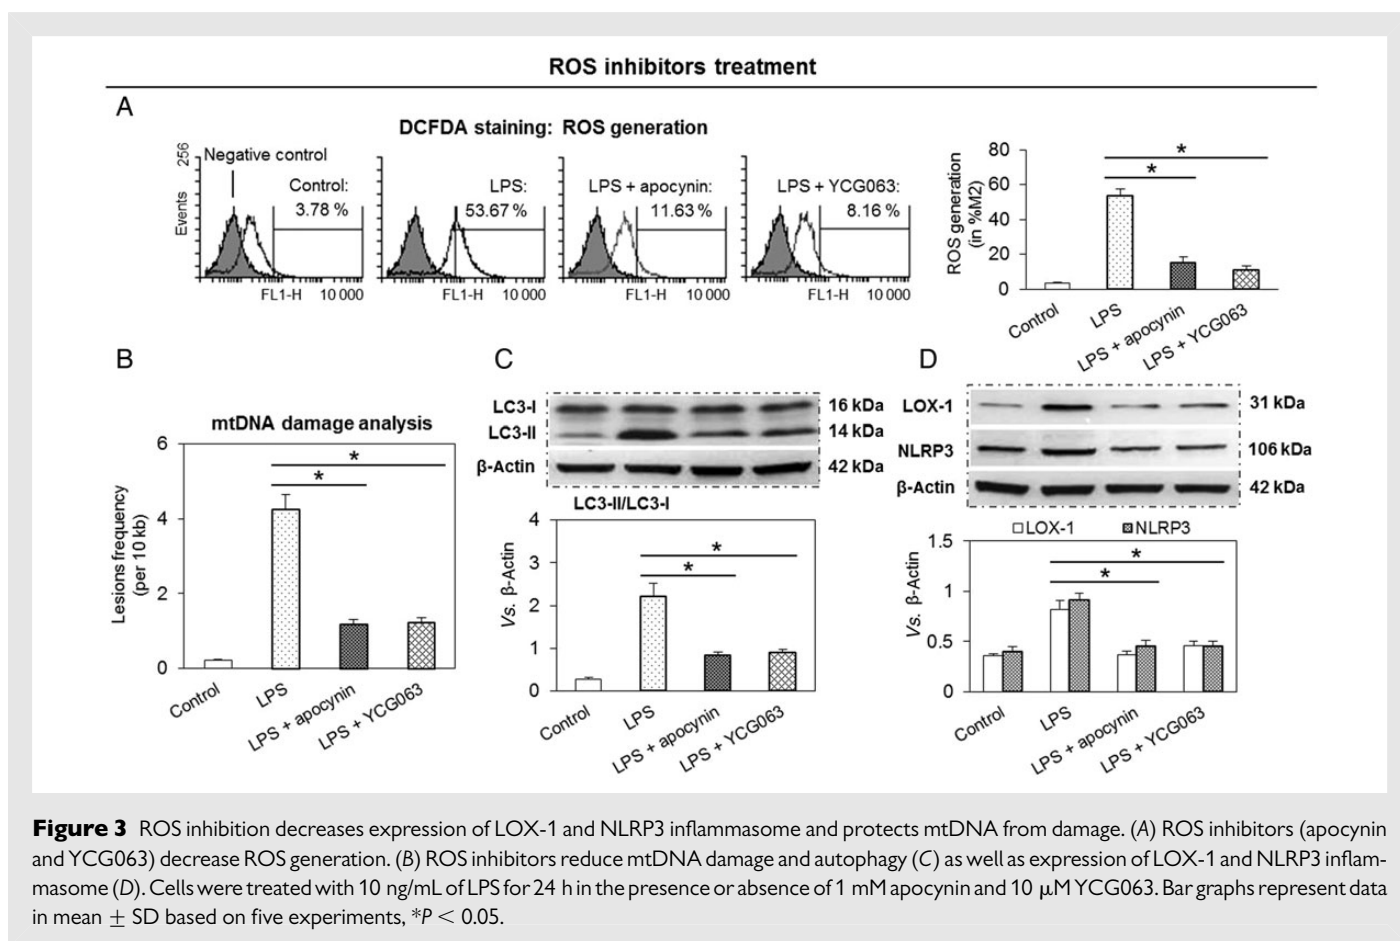 ROS inhibitors treatment
A
DCFDA staining: ROS generation
256
Events
Negative control
Control:
3.78 %
FL1-H 10 000
LPS:
53.67 %
FL1-H 10 000
LPS + apocynin:
11.63 %
FL1-H 10 000
LPS + YCG063:
8.16 %
FL1-H 10 000
ROS generation
(in %M2)
80
60
40
20
0
*
*
Control
LPS
LPS + apocynin
LPS + YCG063
B
mtDNA damage analysis
Lesions frequency
(per 10 kb)
6
4
2
0
*
*
Control
LPS
LPS + apocynin
LPS + YCG063
C
LC3-I 16 kDa
LC3-II 14 kDa
β-Actin 42 kDa
LC3-II/LC3-I
Vs. β-Actin
4
3
2
1
0
*
*
Control
LPS
LPS + apocynin
LPS + YCG063
D
LOX-1 31 kDa
NLRP3 106 kDa
β-Actin 42 kDa
LOX-1 NLRP3
Vs. β-Actin
1.5
1
0.5
0
*
*
Control
LPS
LPS + apocynin
LPS + YCG063
Figure 3 ROS inhibition decreases expression of LOX-1 and NLRP3 inflammasome and protects mtDNA from damage. (A) ROS inhibitors (apocynin
and YCG063) decrease ROS generation. (B) ROS inhibitors reduce mtDNA damage and autophagy (C) as well as expression of LOX-1 and NLRP3 inflam-
masome (D). Cells were treated with 10 ng/mL of LPS for 24 h in the presence or absence of 1 mM apocynin and 10 μM YCG063. Bar graphs represent data
in mean ± SD based on five experiments, *P < 0.05.